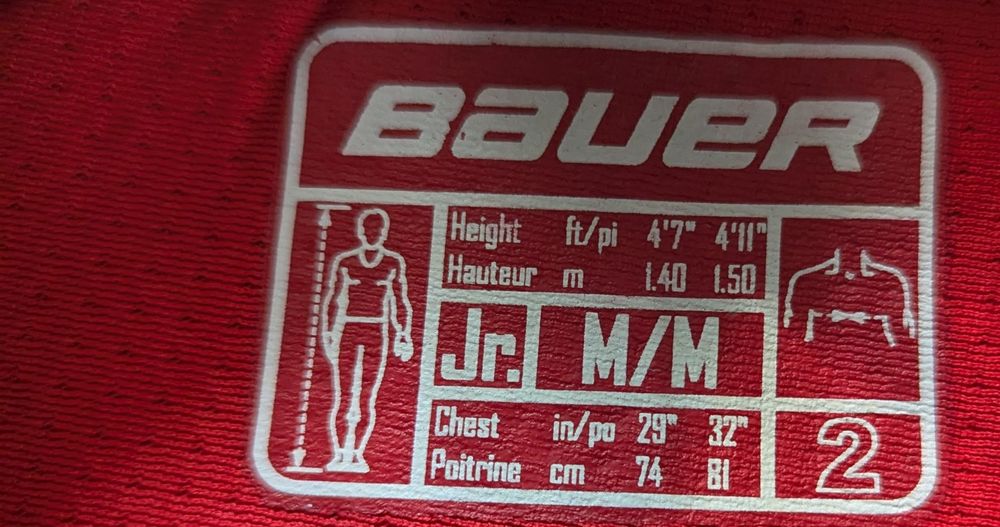 BAUER
Height ft/pi 4'7" 4'11"
Hauteur m 1.40 1.50
Jr. M/M
Chest in/po 29" 32"
Poitrine cm 74 81
2